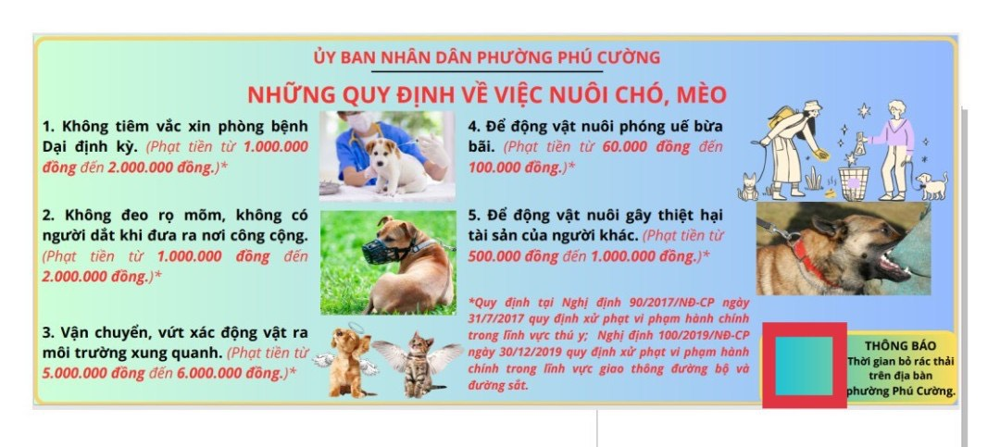 ỦY BAN NHÂN DÂN PHƯỜNG PHÚ CƯỜNG
NHỮNG QUY ĐỊNH VỀ VIỆC NUÔI CHÓ, MÈO
1. Không tiêm vắc xin phòng bệnh
Dại định kỳ. (Phạt tiền từ 1.000.000
đồng đến 2.000.000 đồng.)*
2. Không đeo rọ mõm, không có
người dắt khi đưa ra nơi công cộng.
(Phạt tiền từ 1.000.000 đồng đến
2.000.000 đồng.)*
3. Vận chuyển, vứt xác động vật ra
môi trường xung quanh. (Phạt tiền từ
5.000.000 đồng đến 6.000.000 đồng.)*
4. Để động vật nuôi phóng uế bừa
bãi. (Phạt tiền từ 60.000 đồng đến
100.000 đồng.)*
5. Để động vật nuôi gây thiệt hại
tài sản của người khác. (Phạt tiền từ
500.000 đồng đến 1.000.000 đồng.)*
*Quy định tại Nghị định 90/2017/NĐ-CP ngày
31/7/2017 quy định xử phạt vi phạm hành chính
trong lĩnh vực thú y; Nghị định 100/2019/NĐ-CP
ngày 30/12/2019 quy định xử phạt vi phạm hành
chính trong lĩnh vực giao thông đường bộ và
đường sắt.
THÔNG BÁO
Thời gian bỏ rác thải
trên địa bàn
phường Phú Cường.